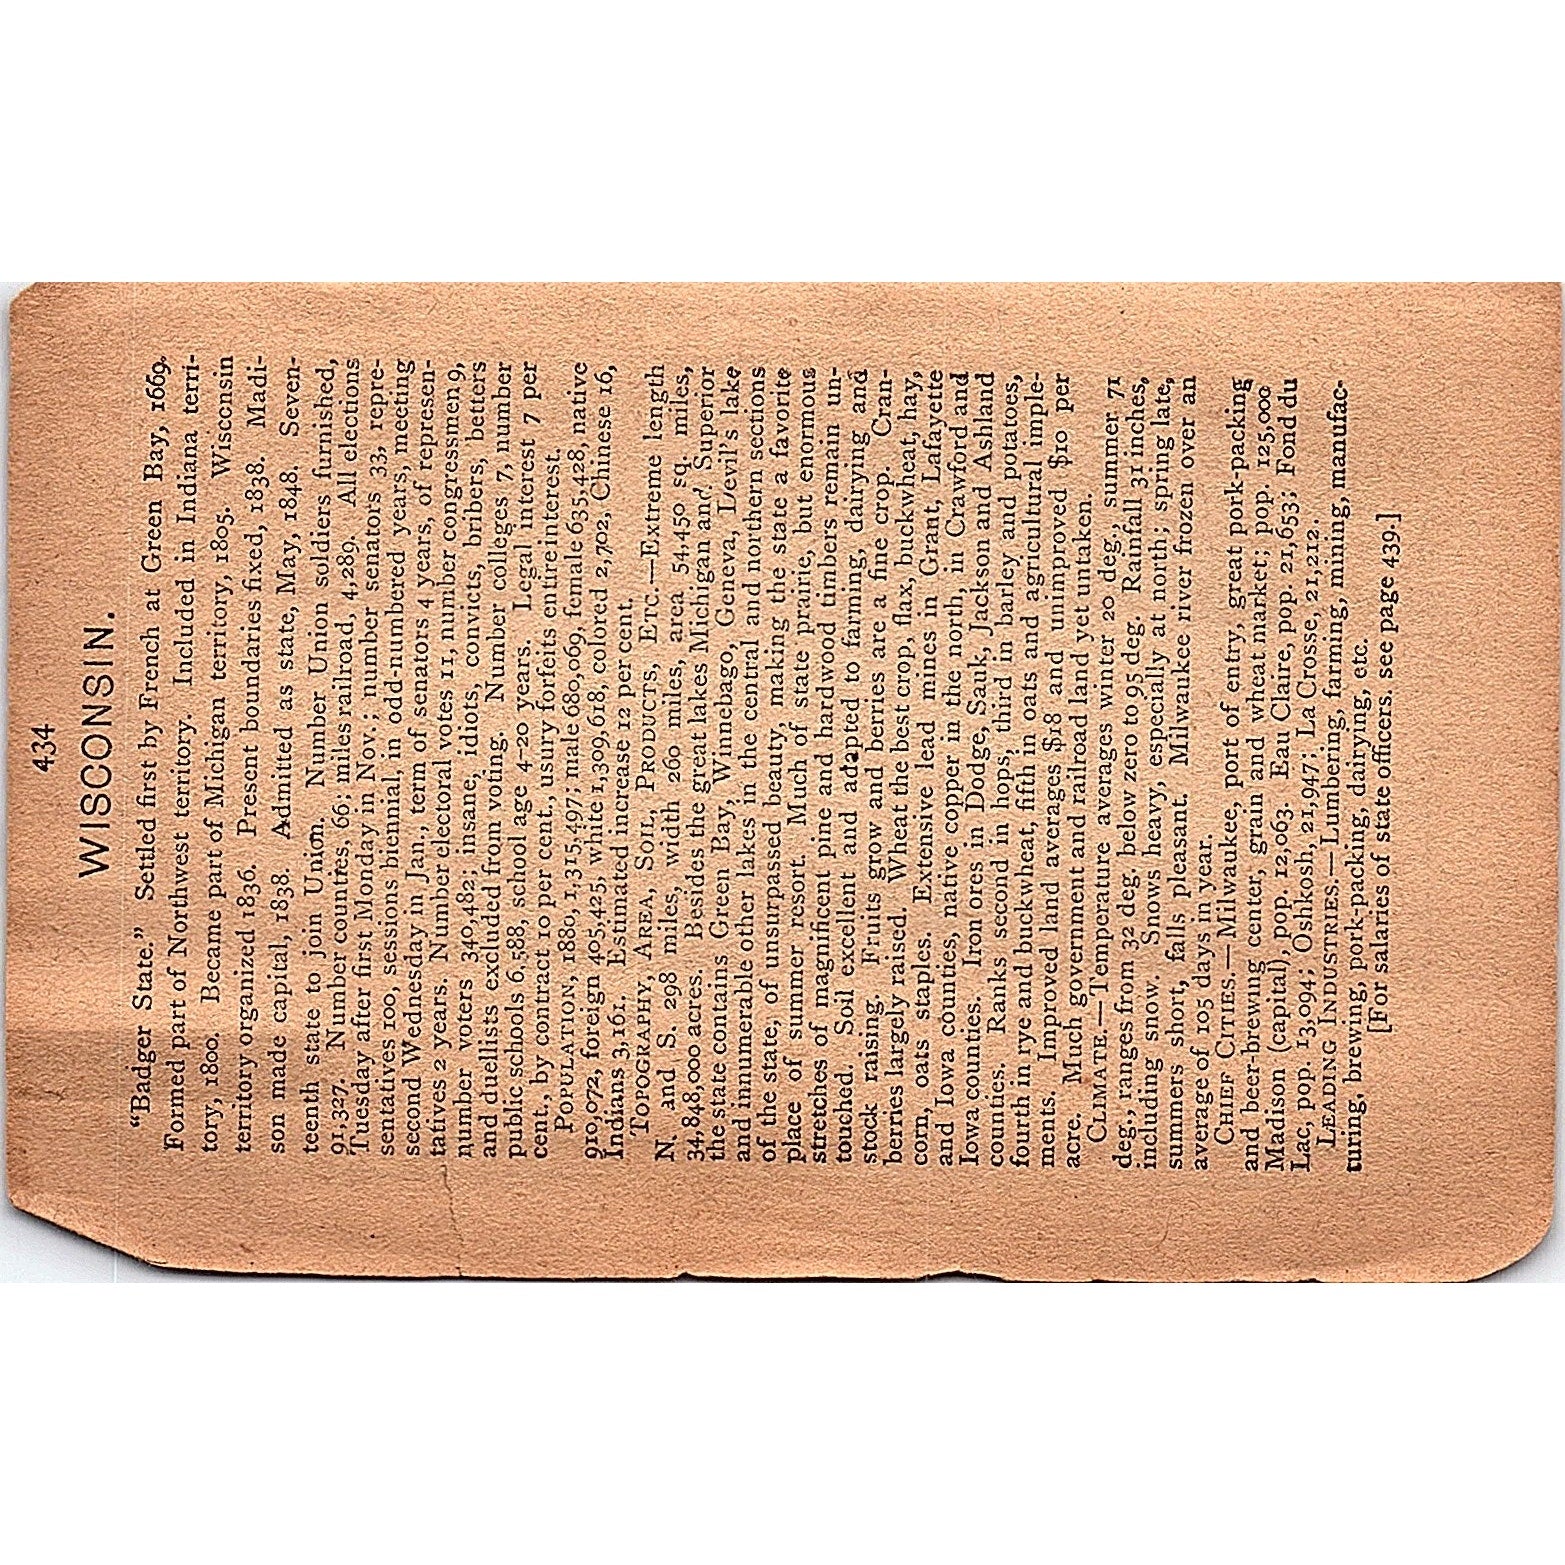 434
WISCONSIN.
"Badger State." Settled first by French at Green Bay, 1669.
Formed part of Northwest territory. Included in Indiana terri-
tory, 1800. Became part of Michigan territory, 1805. Wisconsin
territory organized 1836. Present boundaries fixed, 1838. Madi-
son made capital, 1838. Admitted as state, May, 1848. Seven-
teenth state to join Union. Number Union soldiers furnished,
91,327. Number counties, 66; miles railroad, 4,289. All elections
Tuesday after first Monday in Nov.; number senators 33, repre-
sentatives 100, sessions biennial, in odd-numbered years, meeting
second Wednesday in Jan., term of senators 4 years, of represen-
tatives 2 years. Number electoral votes 11, number congressmen 9,
number voters 340,482; insane, idiots, convicts, bribers, betters
and duellists excluded from voting. Number colleges 7, number
public schools 6,588, school age 4-20 years. Legal interest 7 per
cent., by contract 10 per cent., usury forfeits entire interest.
POPULATION, 1880, 1,315,497; male 680,069, female 635,428, native
910,072, foreign 405,425, white 1,309,618, colored 2,702, Chinese 16,
Indians 3,161. Estimated increase 12 per cent.
TOPOGRAPHY, AREA, SOIL, PRODUCTS, ETC.—Extreme length
N. and S. 298 miles, width 260 miles, area 54,450 sq. miles,
34,848,000 acres. Besides the great lakes Michigan and Superior
the state contains Green Bay, Winnebago, Geneva, Devil's lake
and innumerable other lakes in the central and northern sections
of the state, of unsurpassed beauty, making the state a favorite
place of summer resort. Much of state prairie, but enormous
stretches of magnificent pine and hardwood timbers remain un-
touched. Soil excellent and adapted to farming, dairying and
stock raising. Fruits grow and berries are a fine crop. Cran-
berries largely raised. Wheat the best crop, flax, buckwheat, hay,
corn, oats staples. Extensive lead mines in Grant, Lafayette
and Iowa counties, native copper in the north, in Crawford and
Iowa counties. Iron ores in Dodge, Sauk, Jackson and Ashland
counties. Ranks second in hops, third in barley and potatoes,
fourth in rye and buckwheat, fifth in oats and agricultural imple-
ments. Improved land averages $18 and unimproved $10 per
acre. Much government and railroad land yet untaken.
CLIMATE.—Temperature averages winter 20 deg., summer 71
deg., ranges from 32 deg. below zero to 95 deg. Rainfall 31 inches,
including snow. Snows heavy, especially at north; spring late,
summers short, falls pleasant. Milwaukee river frozen over an
average of 105 days in year.
CHIEF CITIES.—Milwaukee, port of entry, great pork-packing
and beer-brewing center, grain and wheat market; pop. 125,000
Madison (capital), pop. 12,063. Eau Claire, pop. 21,653; Fond du
Lac, pop. 13,094; Oshkosh, 21,947; La Crosse, 21,212.
LEADING INDUSTRIES.—Lumbering, farming, mining, manufac-
turing, brewing, pork-packing, dairying, etc.
[For salaries of state officers. see page 439.]